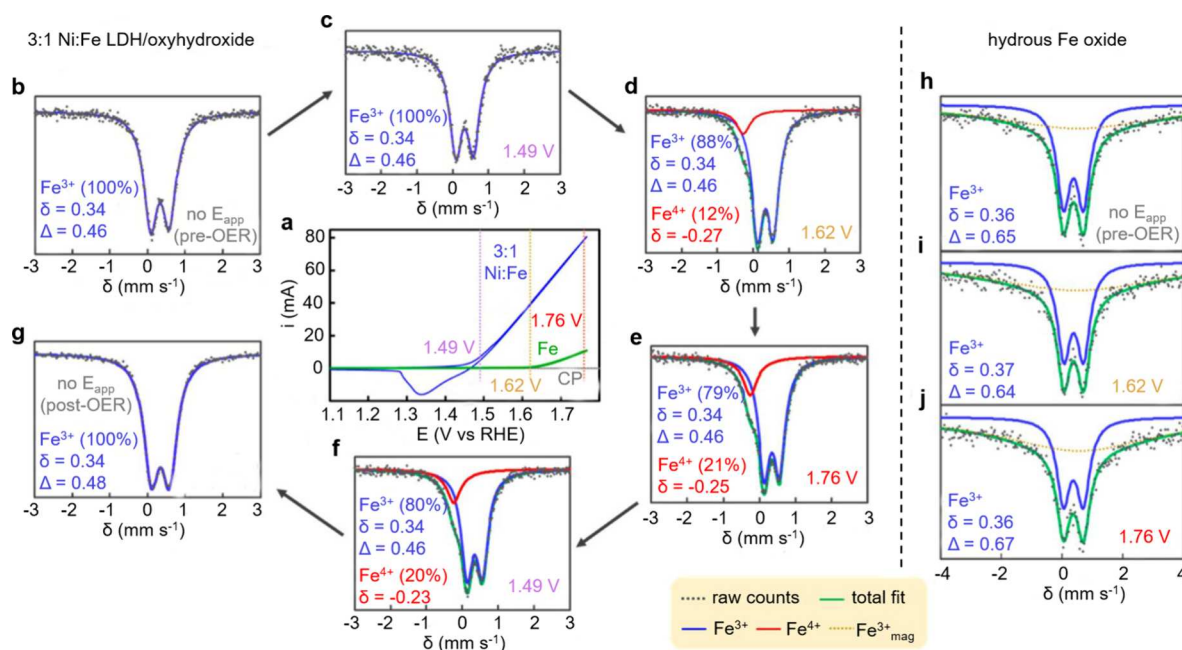 3:1 Ni:Fe LDH/oxyhydroxide
hydrous Fe oxide
b
Fe³⁺ (100%)
δ = 0.34
Δ = 0.46
no E_app
(pre-OER)
-3 -2 -1 0 1 2 3
δ (mm s⁻¹)
c
Fe³⁺ (100%)
δ = 0.34
Δ = 0.46
1.49 V
-3 -2 -1 0 1 2 3
δ (mm s⁻¹)
d
-3 -2 -1 0 1 2 3
Fe³⁺ (88%)
δ = 0.34
Δ = 0.46
Fe⁴⁺ (12%)
δ = -0.27
1.62 V
a
80
60
40
20
0
i (mA)
3:1
Ni:Fe
1.76 V
1.49 V
Fe
1.62 V
CP
1.1 1.2 1.3 1.4 1.5 1.6 1.7
E (V vs RHE)
e
Fe³⁺ (79%)
δ = 0.34
Δ = 0.46
Fe⁴⁺ (21%)
δ = -0.25
1.76 V
-3 -2 -1 0 1 2 3
δ (mm s⁻¹)
f
Fe³⁺ (80%)
δ = 0.34
Δ = 0.46
Fe⁴⁺ (20%)
δ = -0.23
1.49 V
-3 -2 -1 0 1 2 3
δ (mm s⁻¹)
g
no E_app
(post-OER)
Fe³⁺ (100%)
δ = 0.34
Δ = 0.48
-3 -2 -1 0 1 2 3
δ (mm s⁻¹)
h
Fe³⁺
δ = 0.36
Δ = 0.65
no E_app
(pre-OER)
i
Fe³⁺
δ = 0.37
Δ = 0.64
1.62 V
j
Fe³⁺
δ = 0.36
Δ = 0.67
1.76 V
-4 -2 0 2 4
δ (mm s⁻¹)
raw counts total fit
Fe³⁺ Fe⁴⁺ Fe³⁺_mag